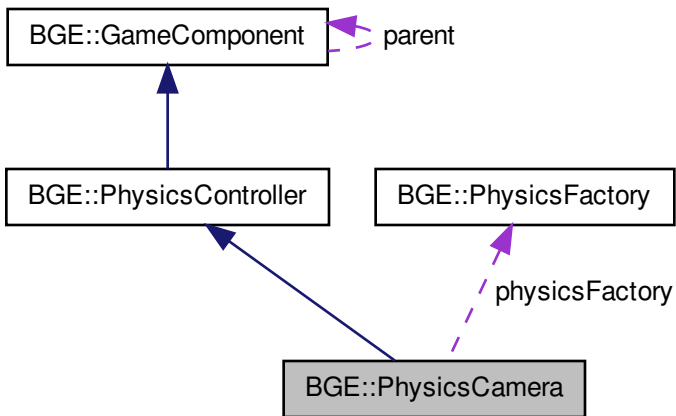 BGE::GameComponent
parent
BGE::PhysicsController
BGE::PhysicsFactory
physicsFactory
BGE::PhysicsCamera